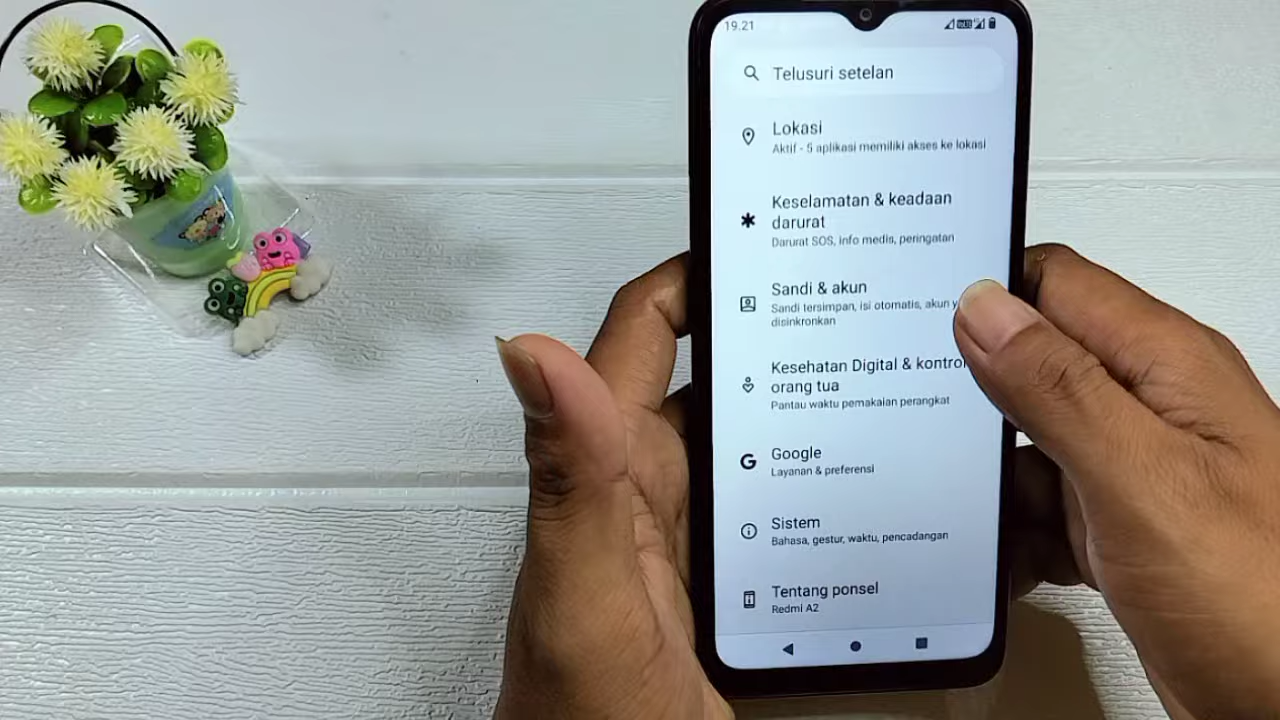 19.21
Telusuri setelan
Lokasi
Aktif - 5 aplikasi memiliki akses ke lokasi
Keselamatan & keadaan
darurat
Darurat SOS, info medis, peringatan
Sandi & akun
Sandi tersimpan, isi otomatis, akun y
disinkronkan
Kesehatan Digital & kontrol
orang tua
Pantau waktu pemakaian perangkat
Google
Layanan & preferensi
Sistem
Bahasa, gestur, waktu, pencadangan
Tentang ponsel
Redmi A2